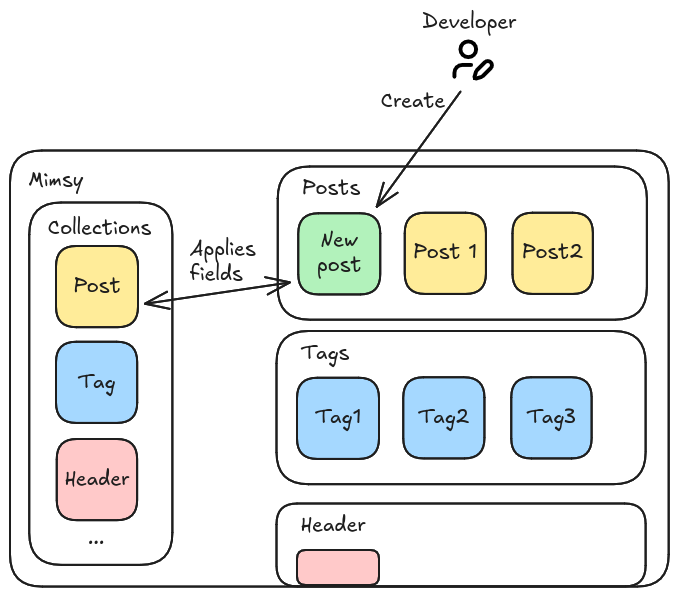 Developer
Create
Mimsy
Collections
Post
Tag
Header
...
Applies
fields
Posts
New
post
Post 1
Post2
Tags
Tag1
Tag2
Tag3
Header